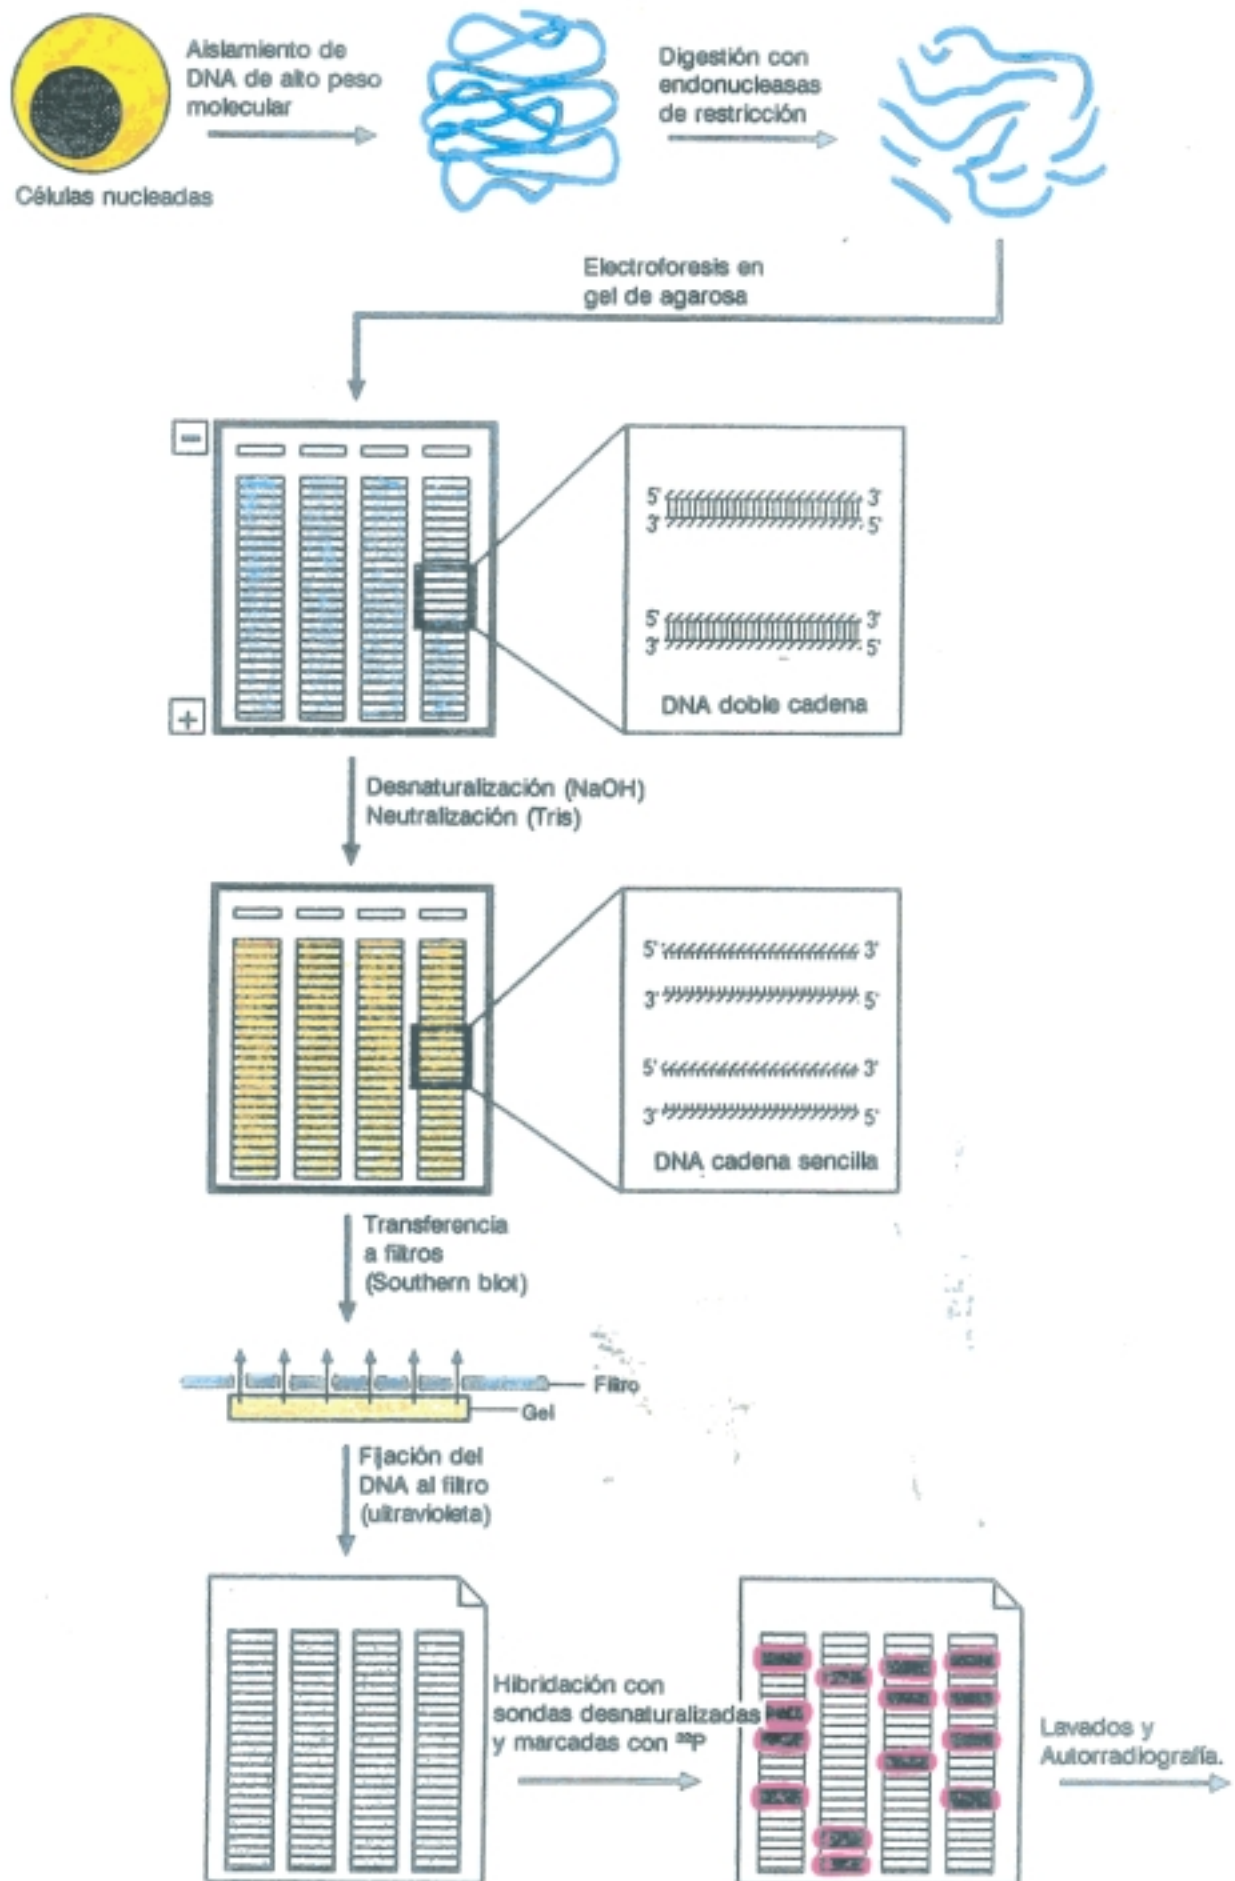 Aislamiento de
DNA de alto peso
molecular
Células nucleadas
Digestión con
endonucleasas
de restricción
Electroforesis en
gel de agarosa
-
+
5' 3'
3' 5'
5' 3'
3' 5'
DNA doble cadena
Desnaturalización (NaOH)
Neutralización (Tris)
5' 3'
3' 5'
5' 3'
3' 5'
DNA cadena sencilla
Transferencia
a filtros
(Southern blot)
Filtro
Gel
Fijación del
DNA al filtro
(ultravioleta)
Hibridación con
sondas desnaturalizadas
y marcadas con ³²P
Lavados y
Autorradiografía.